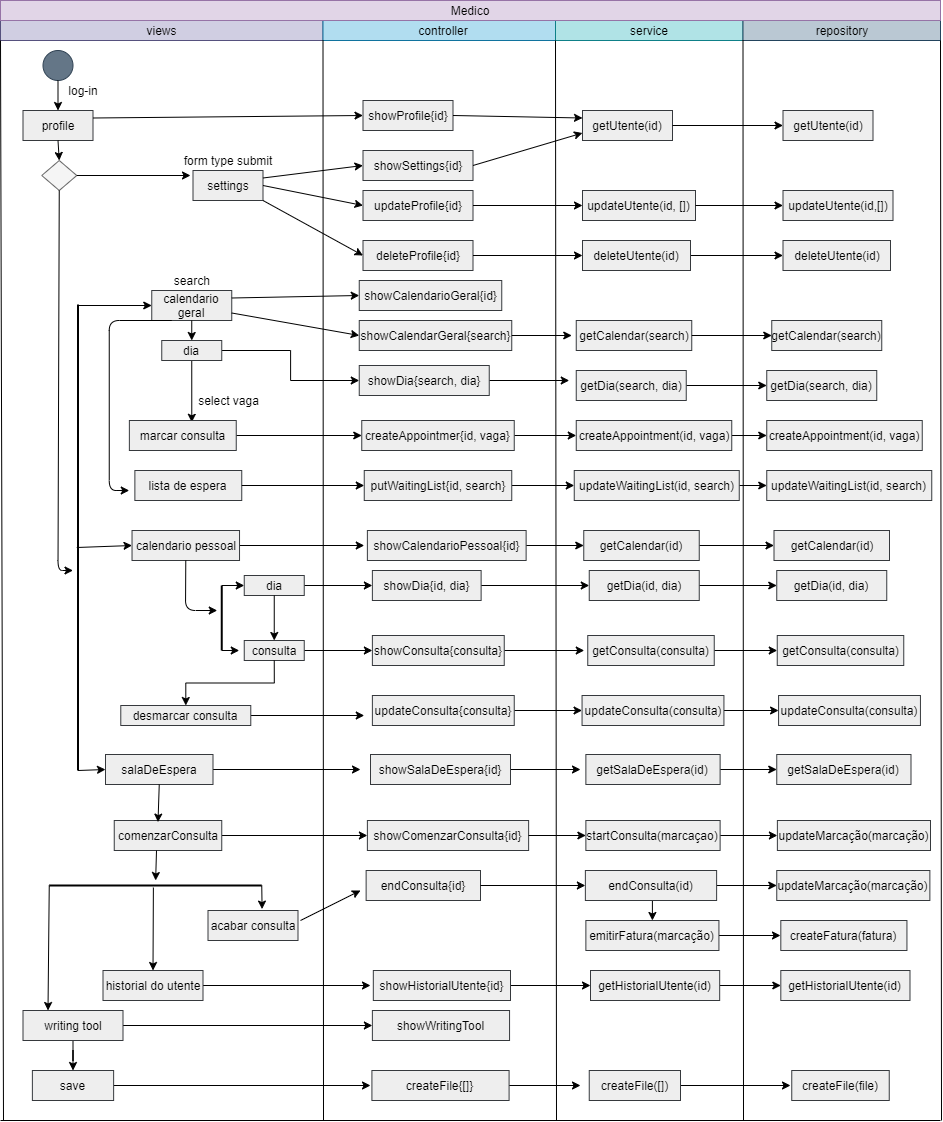 Medico
views
controller
service
repository
log-in
profile
showProfile{id}
getUtente(id)
getUtente(id)
form type submit
settings
showSettings{id}
updateProfile{id}
updateUtente(id, [])
updateUtente(id,[])
deleteProfile{id}
deleteUtente(id)
deleteUtente(id)
search
calendario
geral
showCalendarioGeral{id}
showCalendarGeral{search}
getCalendar(search)
getCalendar(search)
dia
showDia{search, dia}
getDia(search, dia)
getDia(search, dia)
select vaga
marcar consulta
createAppointmer{id, vaga}
createAppointment(id, vaga)
createAppointment(id, vaga)
lista de espera
putWaitingList{id, search}
updateWaitingList(id, search)
updateWaitingList(id, search)
calendario pessoal
showCalendarioPessoal{id}
getCalendar(id)
getCalendar(id)
dia
showDia{id, dia}
getDia(id, dia)
getDia(id, dia)
consulta
showConsulta{consulta}
getConsulta(consulta)
getConsulta(consulta)
desmarcar consulta
updateConsulta{consulta}
updateConsulta(consulta)
updateConsulta(consulta)
salaDeEspera
showSalaDeEspera{id}
getSalaDeEspera(id)
getSalaDeEspera(id)
comenzarConsulta
showComenzarConsulta{id}
startConsulta(marcaçao)
updateMarcação(marcação)
endConsulta{id}
endConsulta(id)
updateMarcação(marcação)
acabar consulta
emitirFatura(marcação)
createFatura(fatura)
historial do utente
showHistorialUtente{id}
getHistorialUtente(id)
getHistorialUtente(id)
writing tool
showWritingTool
save
createFile{[]}
createFile([])
createFile(file)